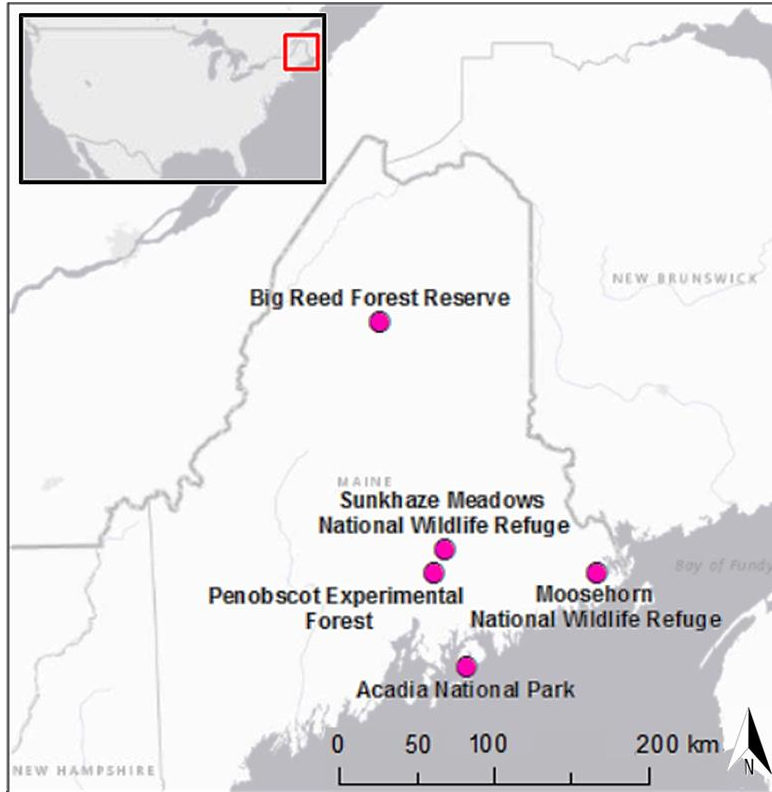 NEW BRUNSWICK
Big Reed Forest Reserve
MAINE
Sunkhaze Meadows
National Wildlife Refuge
Bay of Fundy
Penobscot Experimental
Forest
Moosehorn
National Wildlife Refuge
Acadia National Park
0 50 100 200 km
NEW HAMPSHIRE
N